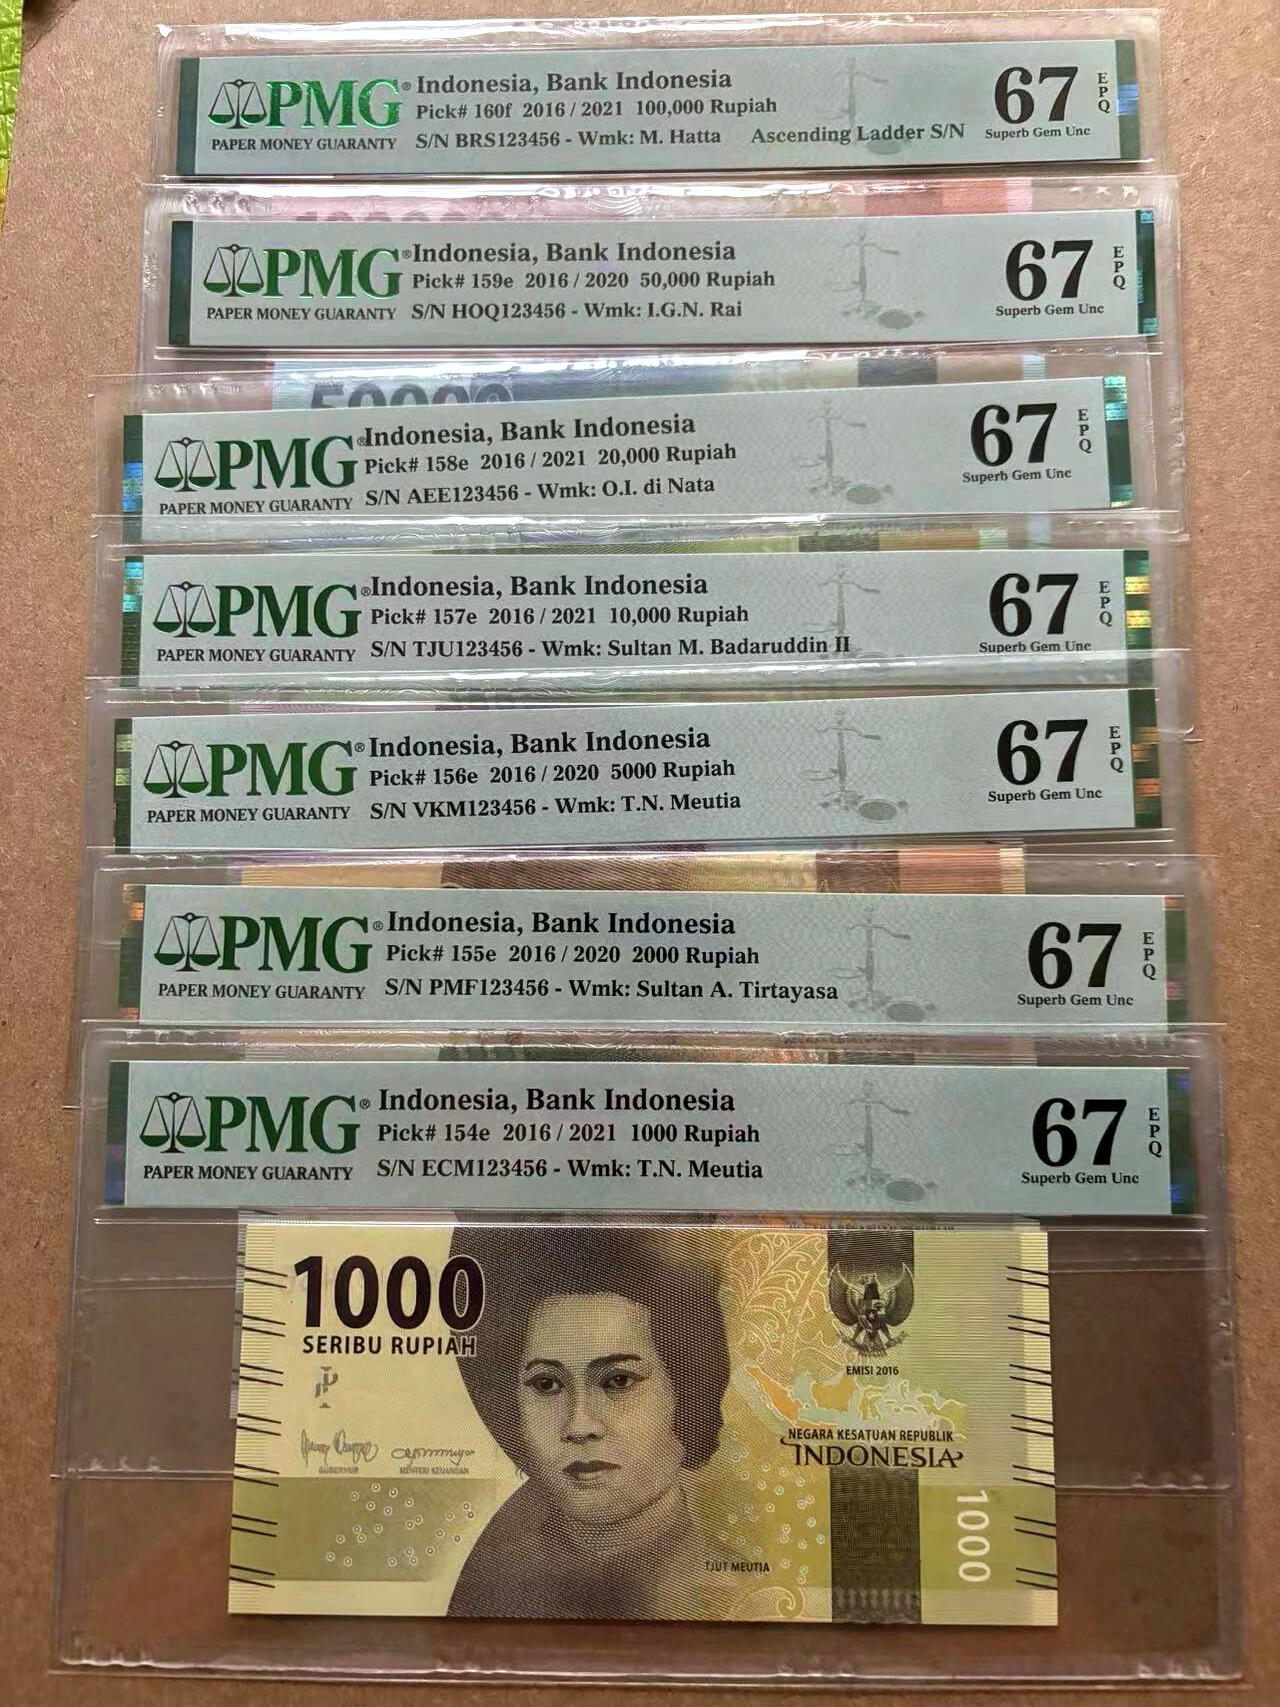 PMG® Indonesia, Bank Indonesia 67 EPQ
Pick# 160f 2016 / 2021 100,000 Rupiah
PAPER MONEY GUARANTY S/N BRS123456 - Wmk: M. Hatta Ascending Ladder S/N Superb Gem Unc
PMG® Indonesia, Bank Indonesia 67 EPQ
Pick# 159e 2016 / 2020 50,000 Rupiah
PAPER MONEY GUARANTY S/N HOQ123456 - Wmk: I.G.N. Rai Superb Gem Unc
50000
PMG® Indonesia, Bank Indonesia 67 EPQ
Pick# 158e 2016 / 2021 20,000 Rupiah
PAPER MONEY GUARANTY S/N AEE123456 - Wmk: O.I. di Nata Superb Gem Unc
PMG® Indonesia, Bank Indonesia 67 EPQ
Pick# 157e 2016 / 2021 10,000 Rupiah
PAPER MONEY GUARANTY S/N TJU123456 - Wmk: Sultan M. Badaruddin II Superb Gem Unc
PMG® Indonesia, Bank Indonesia 67 EPQ
Pick# 156e 2016 / 2020 5000 Rupiah
PAPER MONEY GUARANTY S/N VKM123456 - Wmk: T.N. Meutia Superb Gem Unc
PMG® Indonesia, Bank Indonesia 67 EPQ
Pick# 155e 2016 / 2020 2000 Rupiah
PAPER MONEY GUARANTY S/N PMF123456 - Wmk: Sultan A. Tirtayasa Superb Gem Unc
PMG® Indonesia, Bank Indonesia 67 EPQ
Pick# 154e 2016 / 2021 1000 Rupiah
PAPER MONEY GUARANTY S/N ECM123456 - Wmk: T.N. Meutia Superb Gem Unc
1000
SERIBU RUPIAH
EMISI 2016
NEGARA KESATUAN REPUBLIK
INDONESIA
GUBERNUR MENTERI KEUANGAN
1000
TJUT MEUTIA